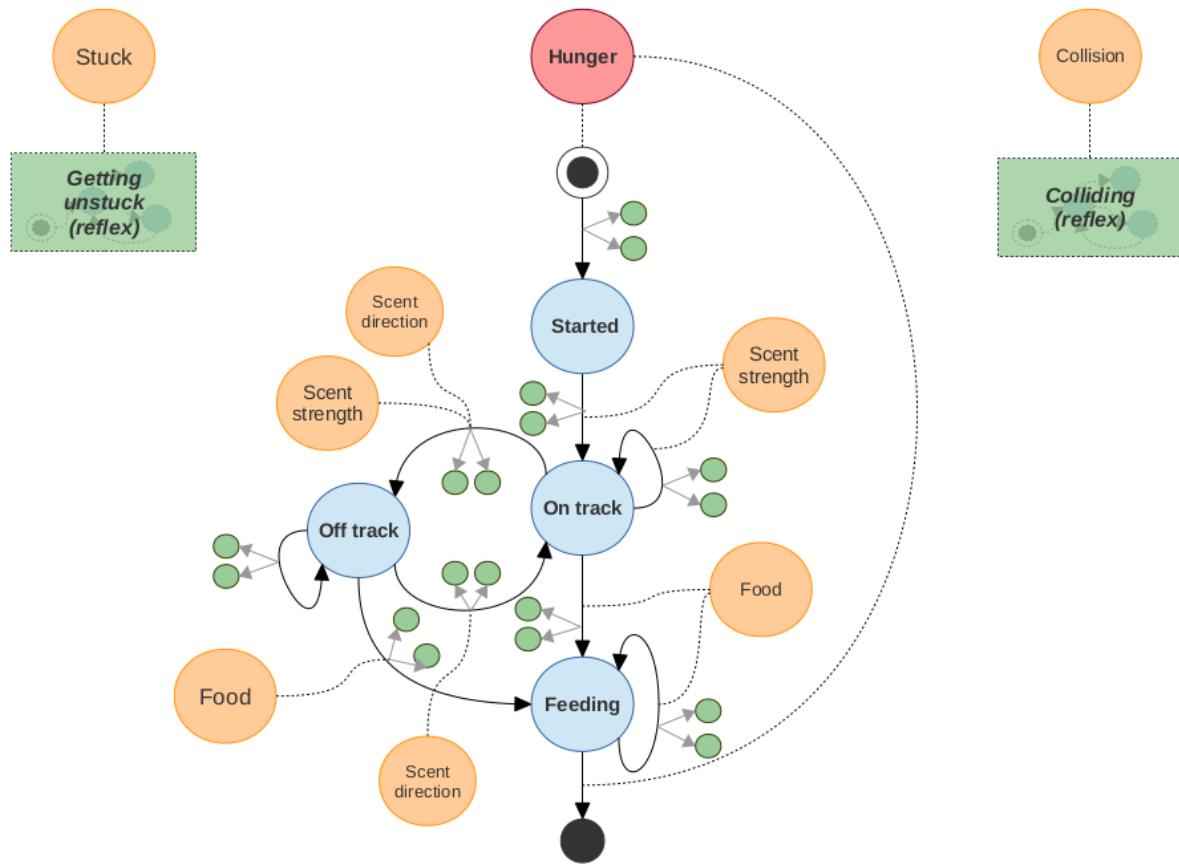 Stuck
Hunger
Collision
Getting
unstuck
(reflex)
Colliding
(reflex)
Scent
direction
Started
Scent
strength
Scent
strength
On track
Off track
Food
Food
Feeding
Scent
direction